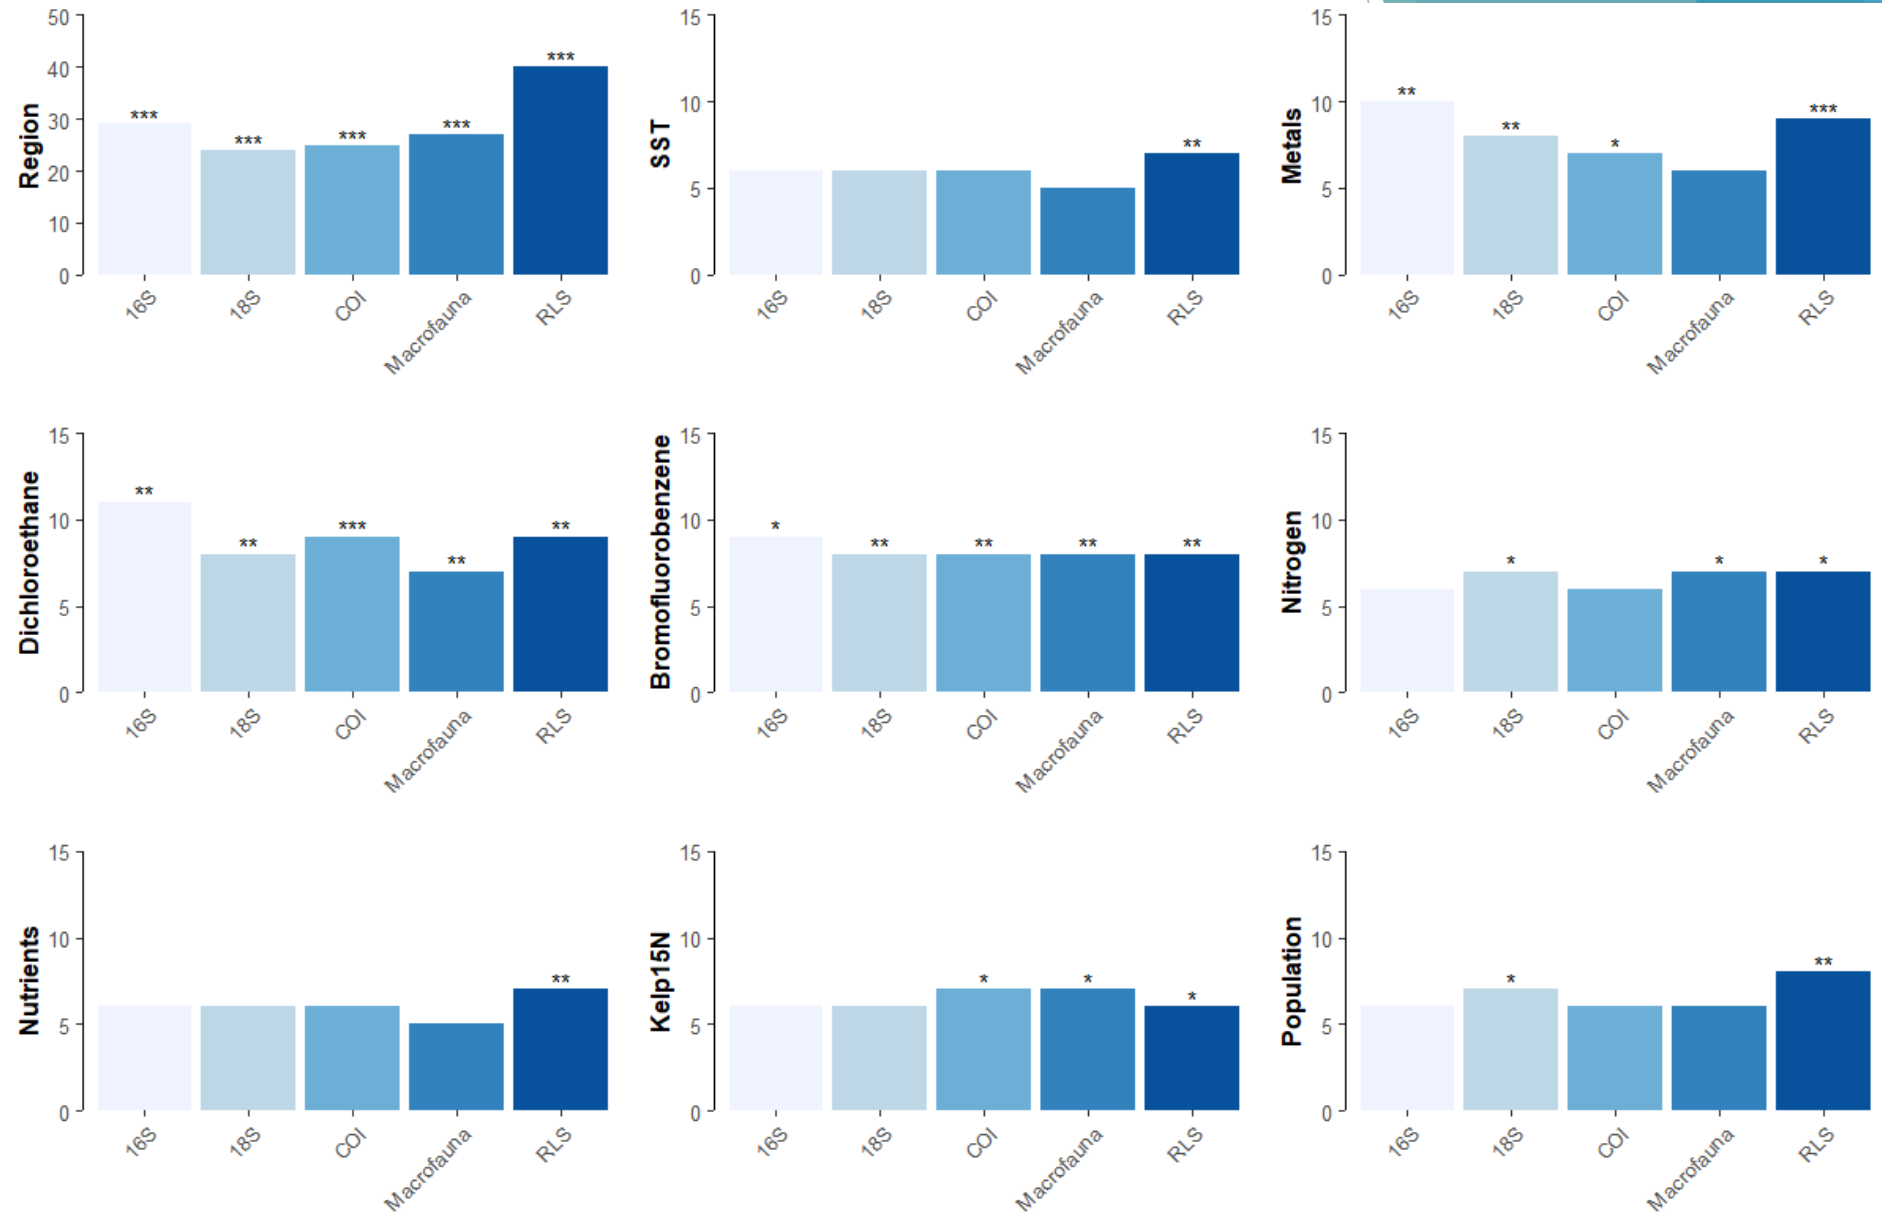 Region
50
40
30
20
10
0
*** *** *** *** ***
16S 18S COI Macrofauna RLS
SST
15
10
5
0
**
16S 18S COI Macrofauna RLS
Metals
15
10
5
0
** ** * ***
16S 18S COI Macrofauna RLS
Dichloroethane
15
10
5
0
** ** *** ** **
16S 18S COI Macrofauna RLS
Bromofluorobenzene
15
10
5
0
* ** ** ** **
16S 18S COI Macrofauna RLS
Nitrogen
15
10
5
0
* * *
16S 18S COI Macrofauna RLS
Nutrients
15
10
5
0
**
16S 18S COI Macrofauna RLS
Kelp15N
15
10
5
0
* * *
16S 18S COI Macrofauna RLS
Population
15
10
5
0
* **
16S 18S COI Macrofauna RLS